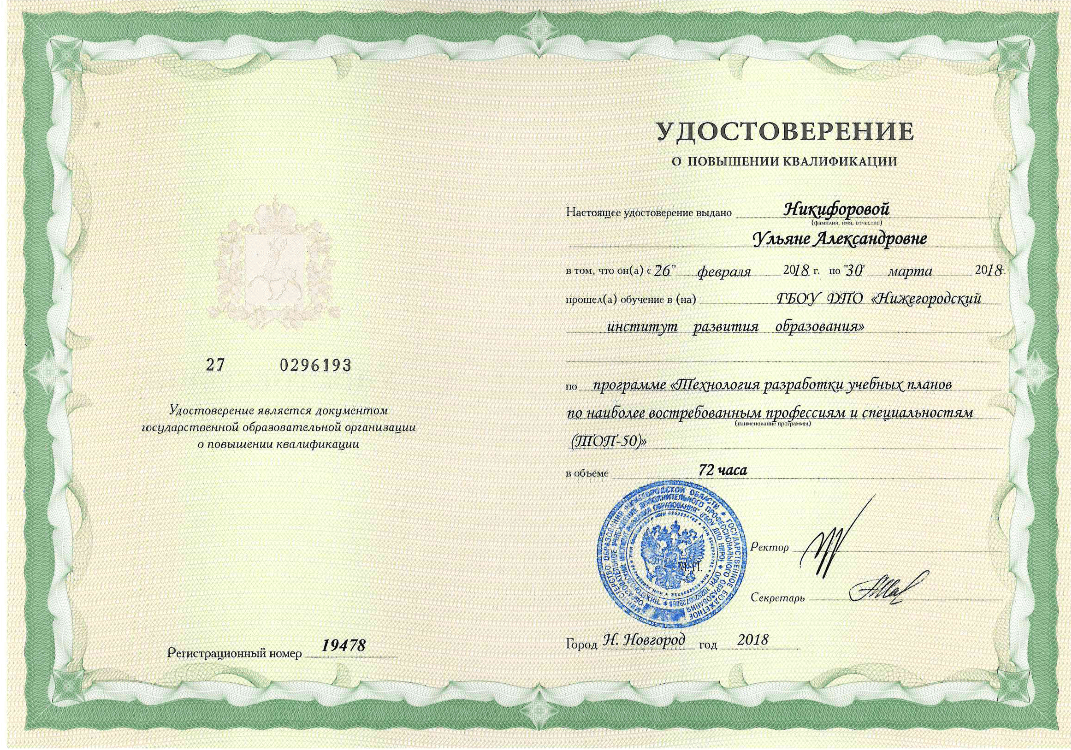 27 0296193
Удостоверение является документом
государственной образовательной организации
о повышении квалификации
Регистрационный номер 19478
УДОСТОВЕРЕНИЕ
О ПОВЫШЕНИИ КВАЛИФИКАЦИИ
Настоящее удостоверение выдано Никифоровой
(фамилия, имя, отчество)
Ульяне Александровне
в том, что он(а) с "26" февраля 2018 г. по "30" марта 2018 г.
прошел(а) обучение в (на) ГБОУ ДПО «Нижегородский
институт развития образования»
по программе «Технология разработки учебных планов
по наиболее востребованным профессиям и специальностям
(наименование программы)
(ТОП-50)»
в объеме 72 часа
М.П.
Ректор
Секретарь
Город Н. Новгород год 2018